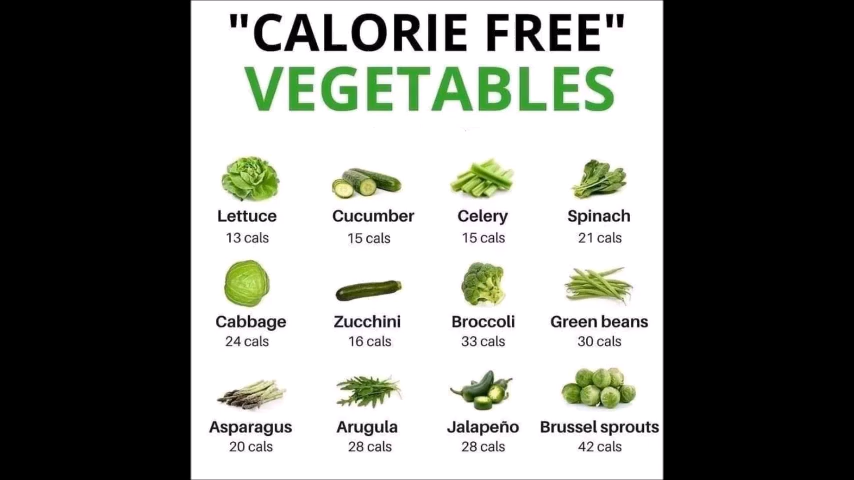 "CALORIE FREE"
VEGETABLES
Lettuce
13 cals
Cucumber
15 cals
Celery
15 cals
Spinach
21 cals
Cabbage
24 cals
Zucchini
16 cals
Broccoli
33 cals
Green beans
30 cals
Asparagus
20 cals
Arugula
28 cals
Jalapeño
28 cals
Brussel sprouts
42 cals